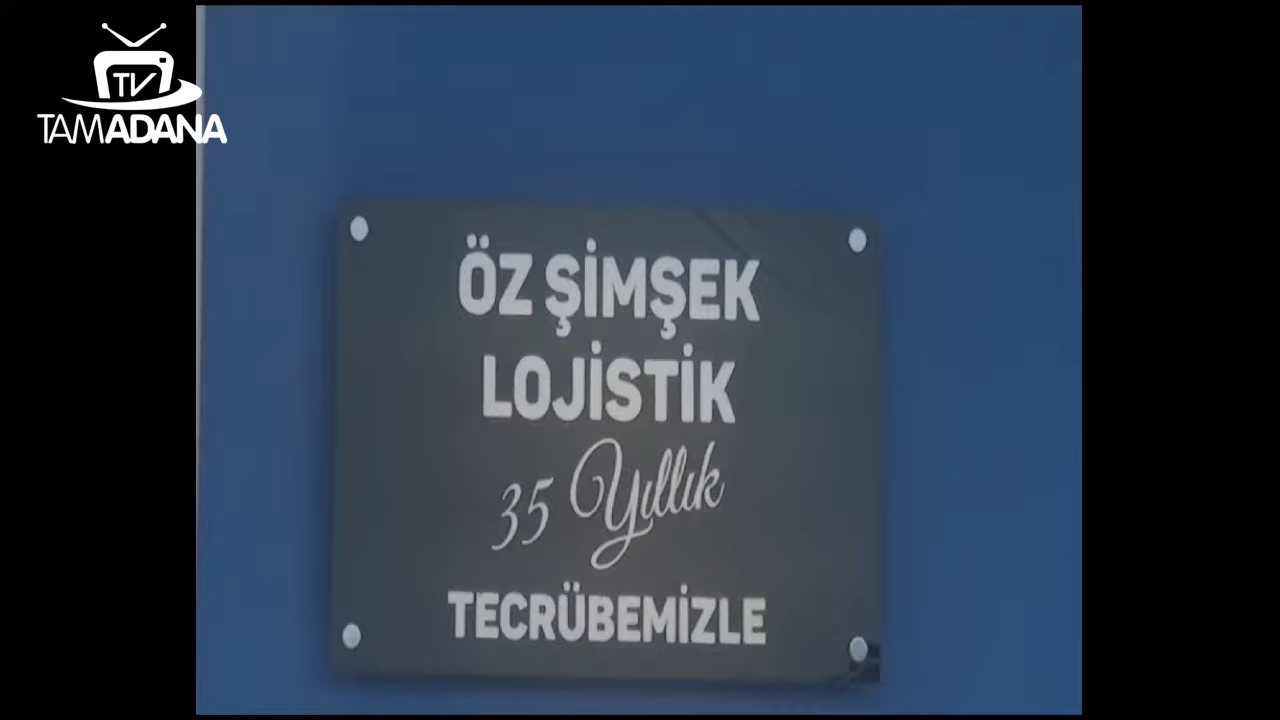 TV
TAMADANA
ÖZ ŞİMŞEK
LOJİSTİK
35 Yıllık
TECRÜBEMİZLE